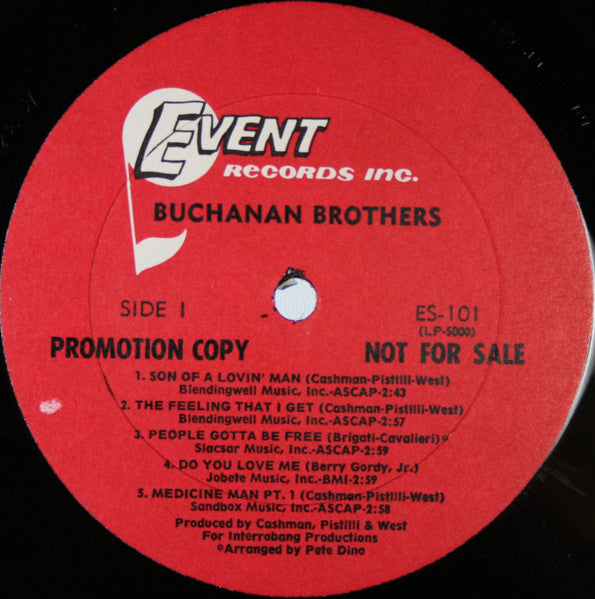 EVENT
RECORDS INC.
BUCHANAN BROTHERS
SIDE 1
ES-101
(LP-5000)
PROMOTION COPY
NOT FOR SALE
1. SON OF A LOVIN' MAN (Cashman-Pistilli-West)
Blendingwell Music, Inc.-ASCAP-2:43
2. THE FEELING THAT I GET (Cashman-Pistilli-West)
Blendingwell Music, Inc.-ASCAP-2:57
3. PEOPLE GOTTA BE FREE (Brigati-Cavalieri)*
Slacsar Music, Inc.-ASCAP-2:59
4. DO YOU LOVE ME (Berry Gordy, Jr.)
Jobete Music, Inc.-BMI-2:59
5. MEDICINE MAN PT. 1 (Cashman-Pistilli-West)
Sandbox Music, Inc.-ASCAP-2:58
Produced by Cashman, Pistilli & West
For Interrobang Productions
*Arranged by Pete Dino